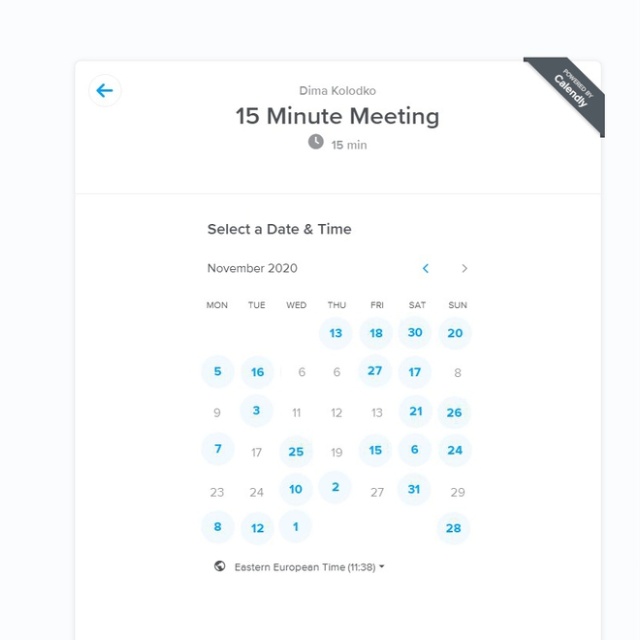 POWERED BY
Calendly
Dima Kolodko
15 Minute Meeting
15 min
Select a Date & Time
November 2020
MON TUE WED THU FRI SAT SUN
13 18 30 20
5 16 6 6 27 17 8
9 3 11 12 13 21 26
7 17 25 19 15 6 24
23 24 10 2 27 31 29
8 12 1 28
Eastern European Time (11:38)